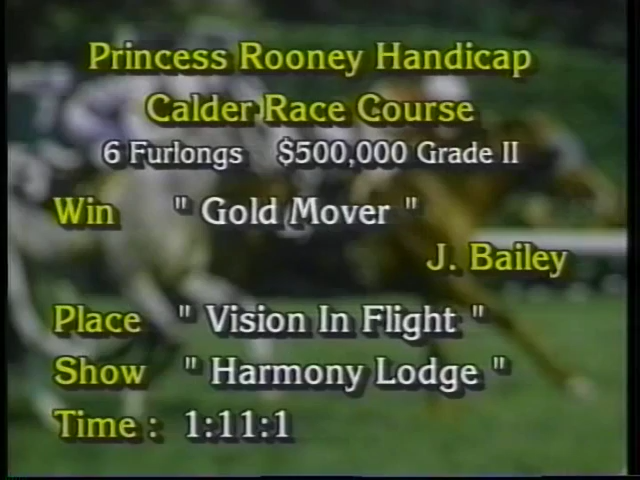 Princess Rooney Handicap
Calder Race Course
6 Furlongs $500,000 Grade II
Win " Gold Mover "
J. Bailey
Place " Vision In Flight "
Show " Harmony Lodge "
Time : 1:11:1